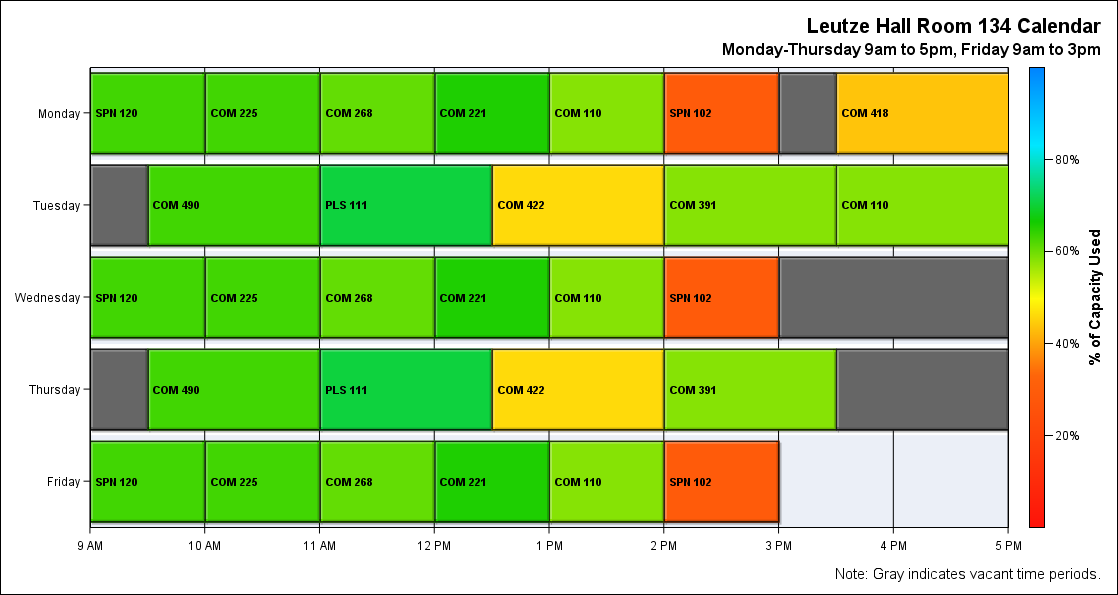 Leutze Hall Room 134 Calendar
Monday-Thursday 9am to 5pm, Friday 9am to 3pm
Monday
SPN 120
COM 225
COM 268
COM 221
COM 110
SPN 102
COM 418
Tuesday
COM 490
PLS 111
COM 422
COM 391
COM 110
Wednesday
SPN 120
COM 225
COM 268
COM 221
COM 110
SPN 102
Thursday
COM 490
PLS 111
COM 422
COM 391
Friday
SPN 120
COM 225
COM 268
COM 221
COM 110
SPN 102
9 AM
10 AM
11 AM
12 PM
1 PM
2 PM
3 PM
4 PM
5 PM
80%
60%
40%
20%
% of Capacity Used
Note: Gray indicates vacant time periods.